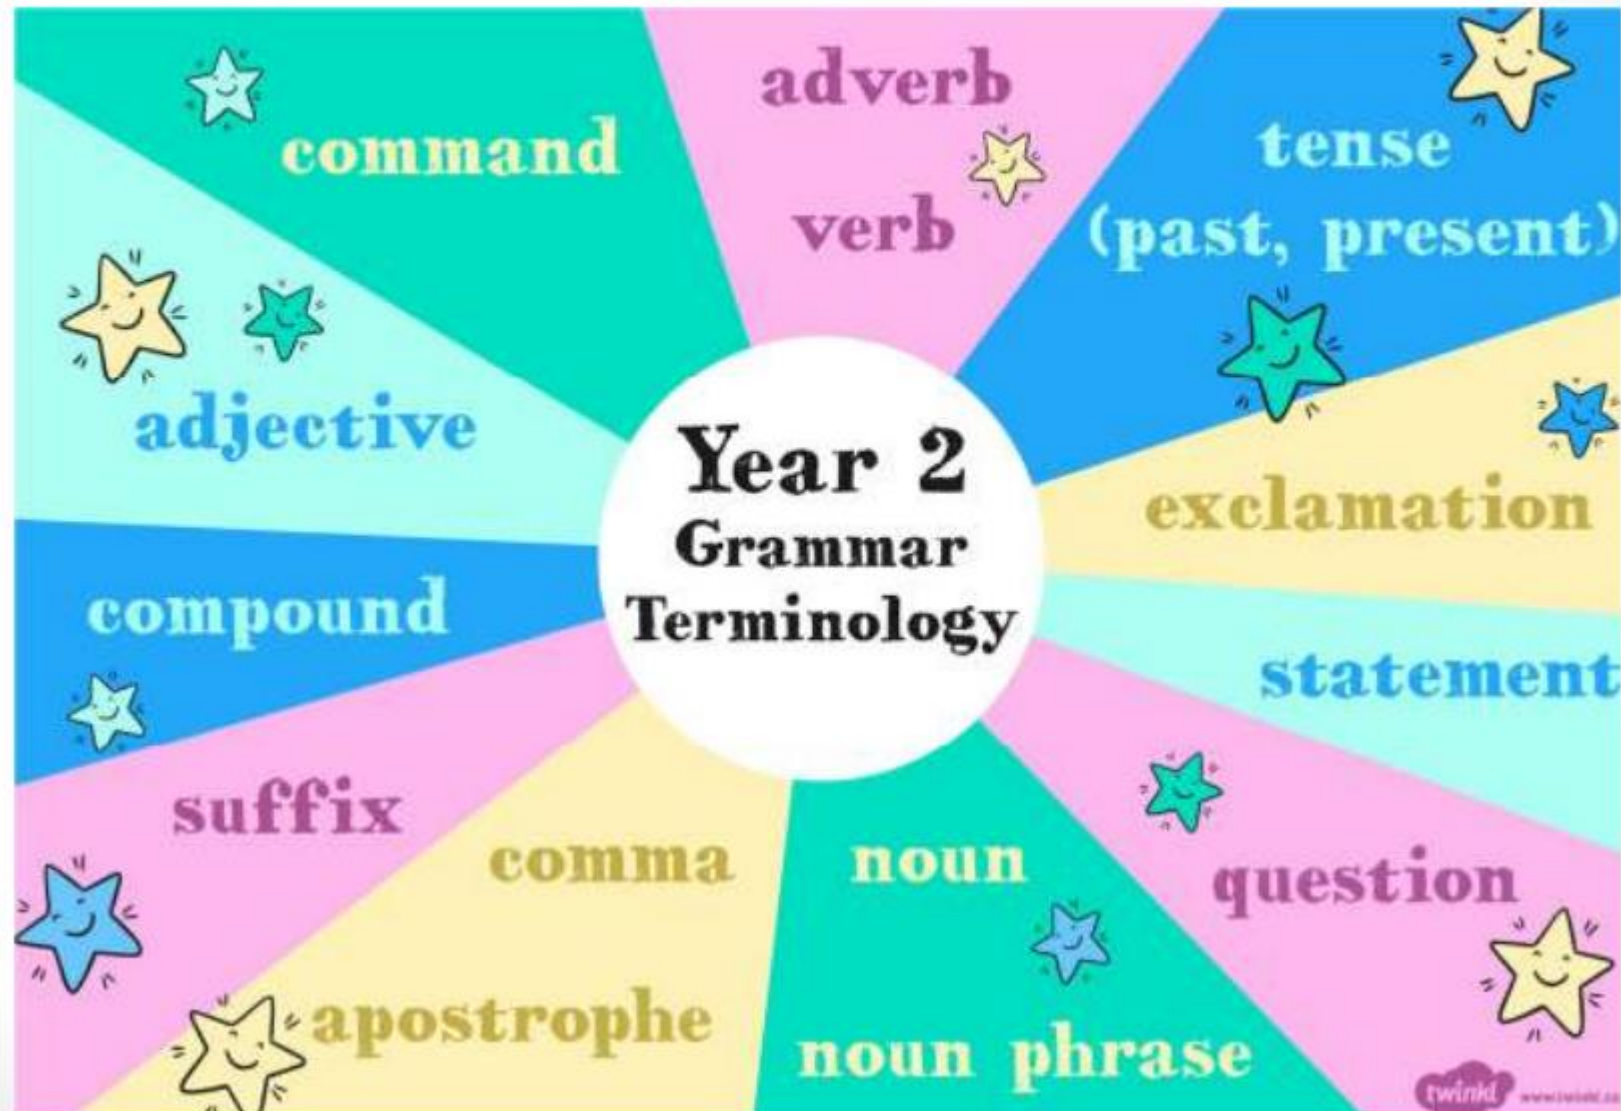 command
adverb
verb
tense
(past, present)
adjective
Year 2
Grammar
Terminology
exclamation
compound
statement
suffix
comma
apostrophe
noun
noun phrase
question
twinkl